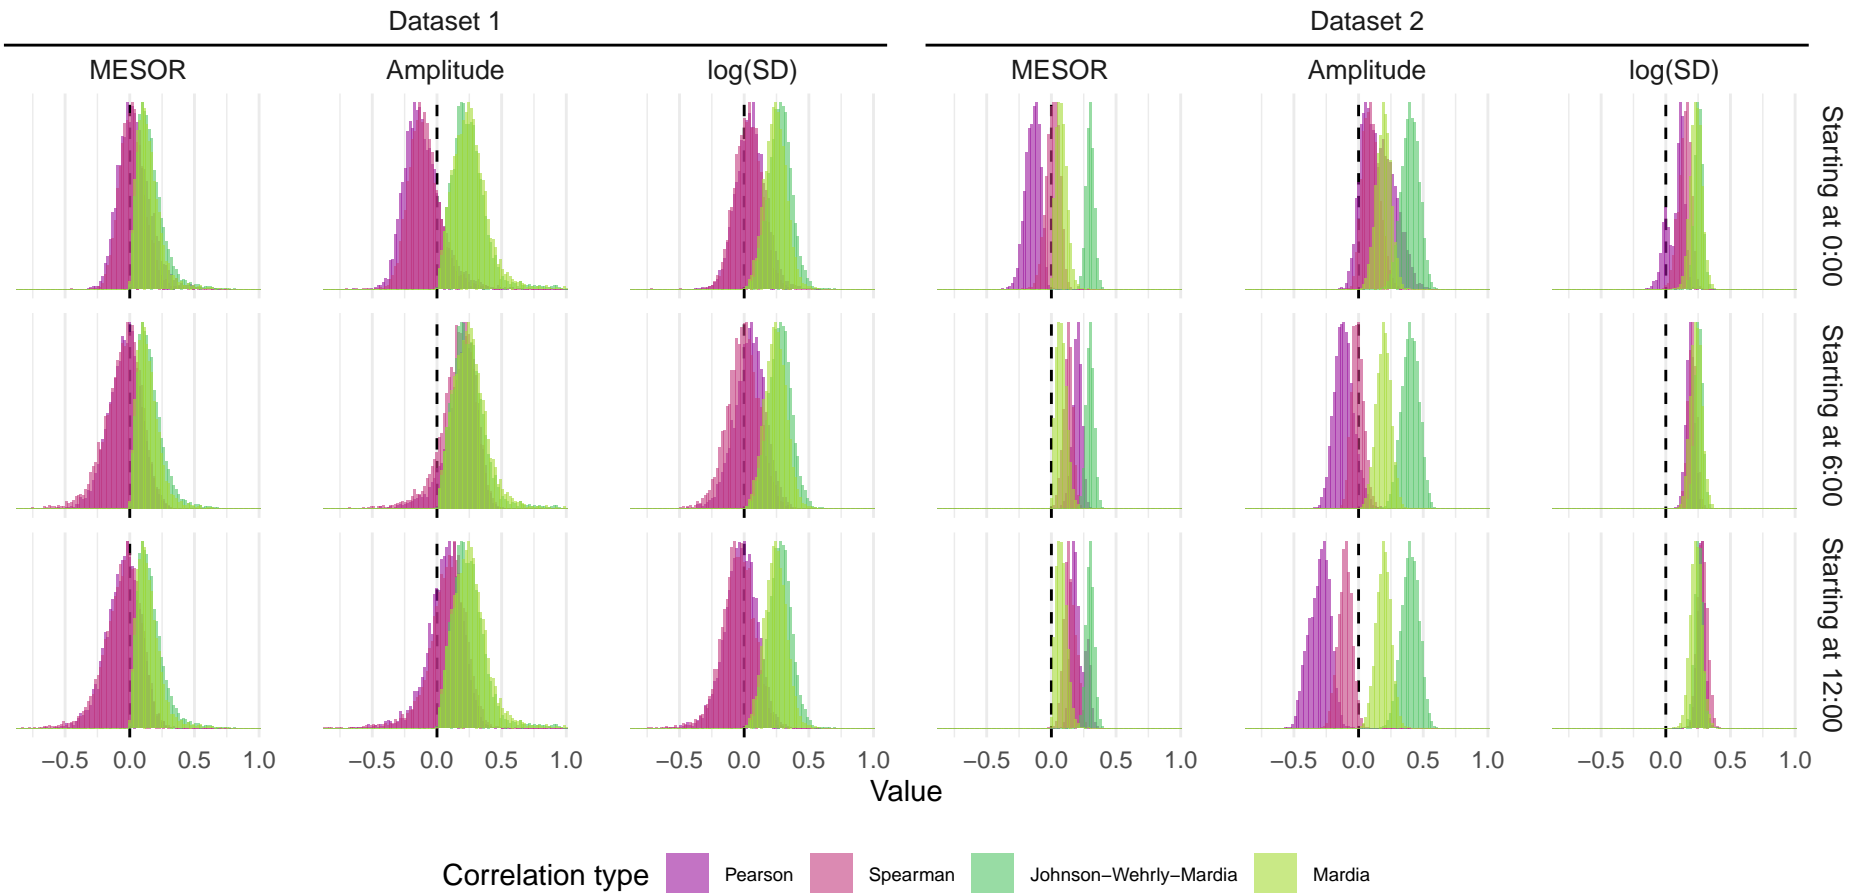 Dataset 1 Dataset 2
MESOR Amplitude log(SD) MESOR Amplitude log(SD)
Starting at 0:00
Starting at 6:00
Starting at 12:00
−0.5 0.0 0.5 1.0 −0.5 0.0 0.5 1.0 −0.5 0.0 0.5 1.0 −0.5 0.0 0.5 1.0 −0.5 0.0 0.5 1.0 −0.5 0.0 0.5 1.0
Value
Correlation type Pearson Spearman Johnson−Wehrly−Mardia Mardia